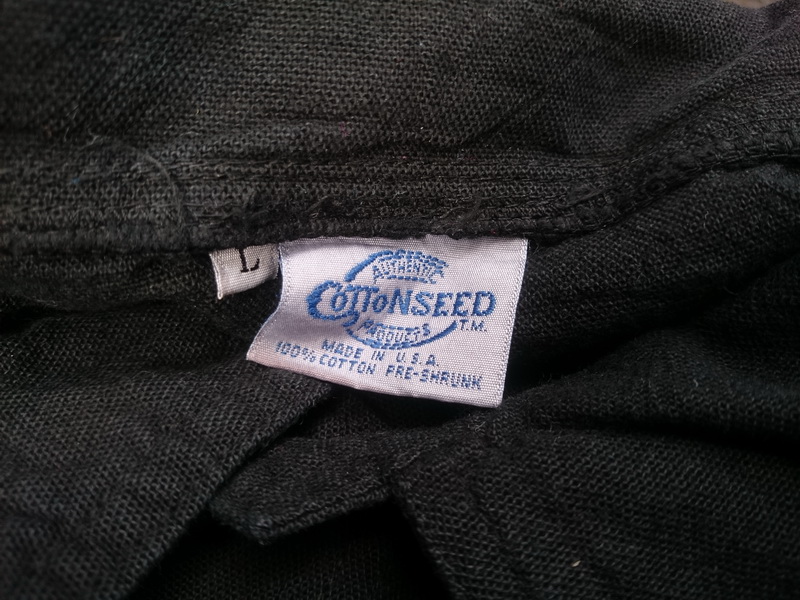 L
AUTHENTIC
COTTONSEED
PRODUCTS T.M.
MADE IN U.S.A.
100% COTTON PRE-SHRUNK